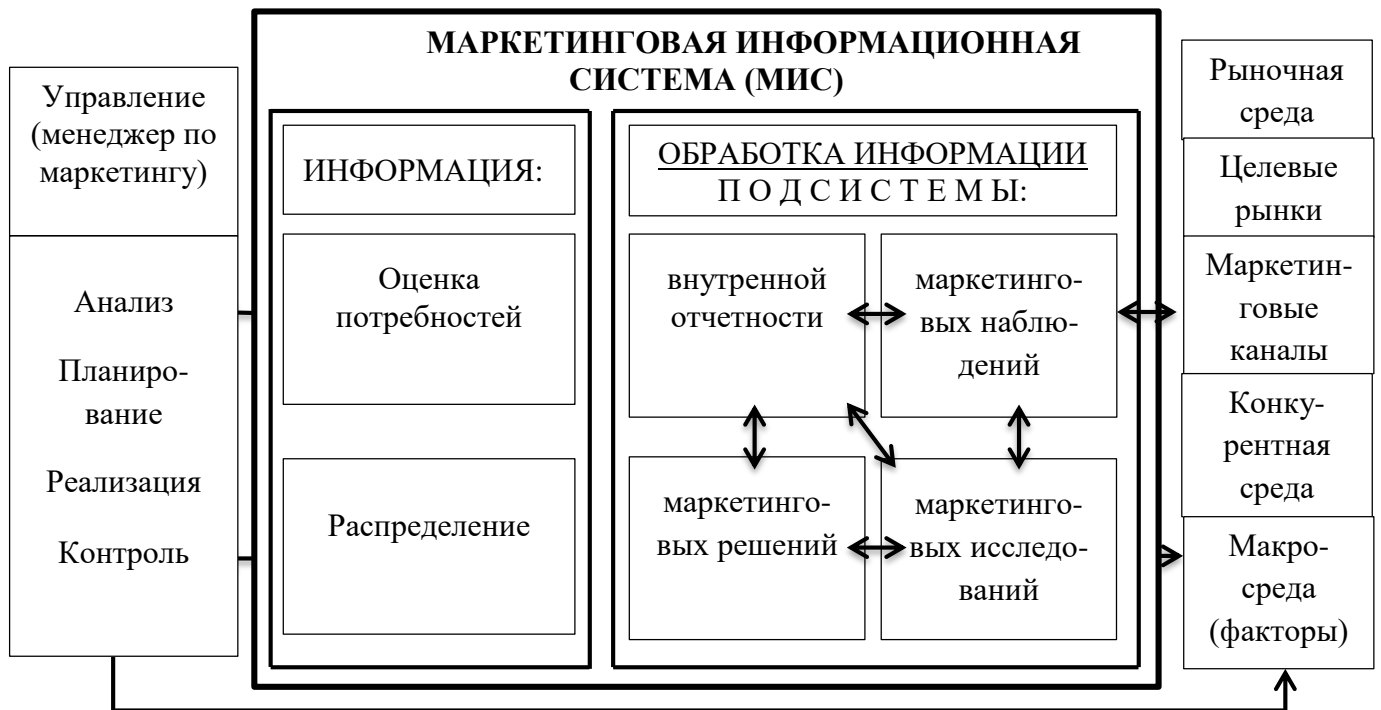 МАРКЕТИНГОВАЯ ИНФОРМАЦИОННАЯ
СИСТЕМА (МИС)
Управление
(менеджер по
маркетингу)
Анализ
Планиро-
вание
Реализация
Контроль
ИНФОРМАЦИЯ:
Оценка
потребностей
Распределение
ОБРАБОТКА ИНФОРМАЦИИ
П О Д С И С Т Е М Ы:
внутренной
отчетности
маркетинго-
вых наблю-
дений
маркетинго-
вых решений
маркетинго-
вых исследо-
ваний
Рыночная
среда
Целевые
рынки
Маркетин-
говые
каналы
Конку-
рентная
среда
Макро-
среда
(факторы)